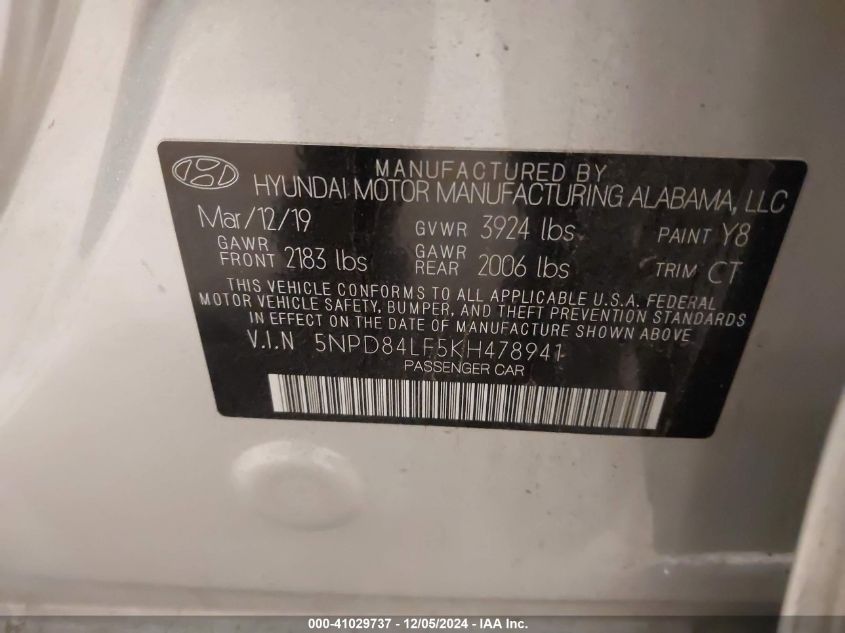 MANUFACTURED BY
HYUNDAI MOTOR MANUFACTURING ALABAMA, LLC
Mar/12/19 GVWR 3924 lbs PAINT Y8
GAWR FRONT 2183 lbs GAWR REAR 2006 lbs TRIM CT
THIS VEHICLE CONFORMS TO ALL APPLICABLE U.S.A. FEDERAL
MOTOR VEHICLE SAFETY, BUMPER, AND THEFT PREVENTION STANDARDS
IN EFFECT ON THE DATE OF MANUFACTURE SHOWN ABOVE
V.I.N 5NPD84LF5KH478941
PASSENGER CAR
000-41029737 - 12/05/2024 - IAA Inc.